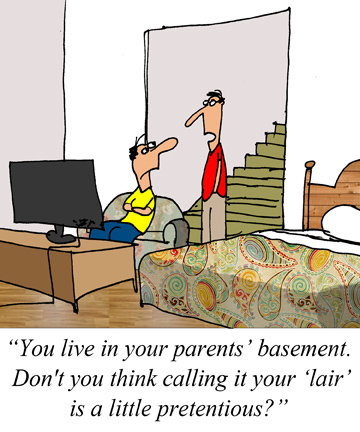 “You live in your parents’ basement.
Don't you think calling it your ‘lair’
is a little pretentious?”